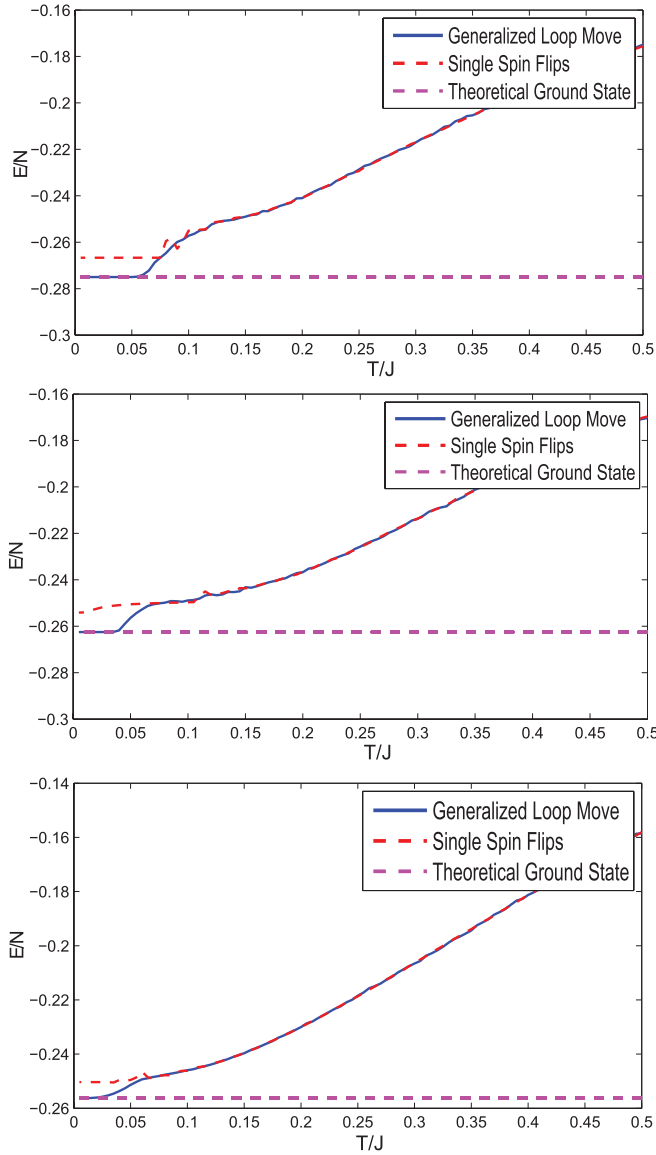 −0.16
−0.18
−0.2
−0.22
−0.24
−0.26
−0.28
−0.3
E/N
Generalized Loop Move
Single Spin Flips
Theoretical Ground State
0 0.05 0.1 0.15 0.2 0.25 0.3 0.35 0.4 0.45 0.5
T/J
−0.16
−0.18
−0.2
−0.22
−0.24
−0.26
−0.28
−0.3
E/N
Generalized Loop Move
Single Spin Flips
Theoretical Ground State
0 0.05 0.1 0.15 0.2 0.25 0.3 0.35 0.4 0.45 0.5
T/J
−0.14
−0.16
−0.18
−0.2
−0.22
−0.24
−0.26
E/N
Generalized Loop Move
Single Spin Flips
Theoretical Ground State
0 0.05 0.1 0.15 0.2 0.25 0.3 0.35 0.4 0.45 0.5
T/J